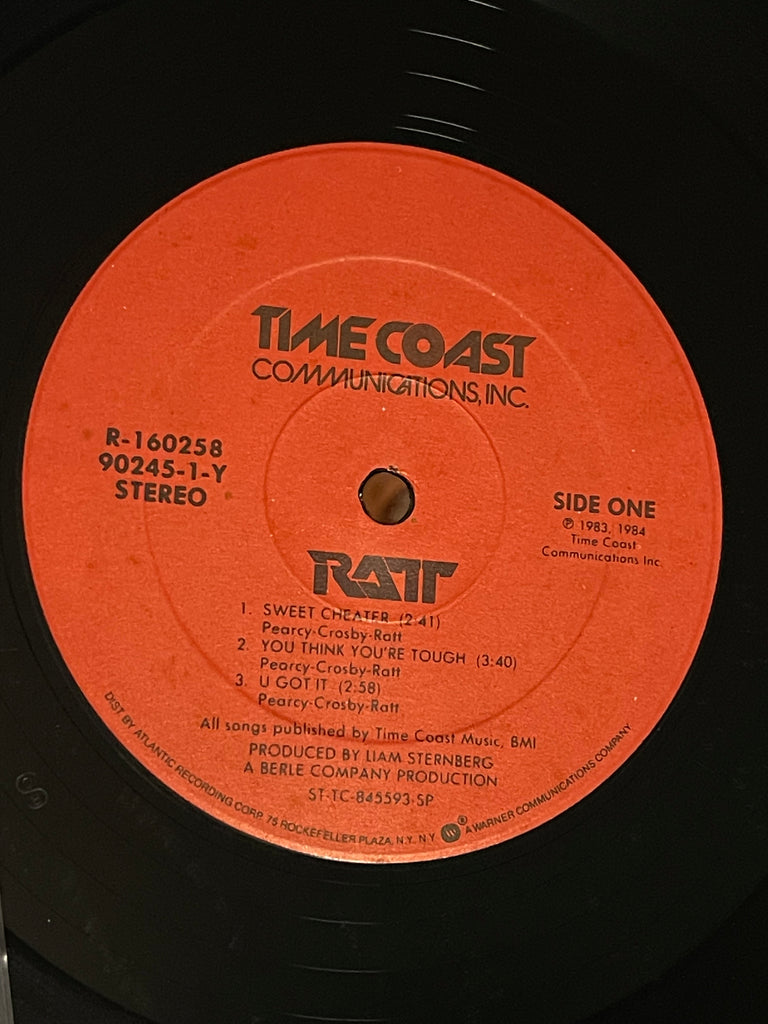 TIME COAST
COMMUNICATIONS, INC.
R-160258
90245-1-Y
STEREO
SIDE ONE
℗ 1983, 1984
Time Coast
Communications Inc.
RATT
1. SWEET CHEATER (2:41)
Pearcy-Crosby-Ratt
2. YOU THINK YOU'RE TOUGH (3:40)
Pearcy-Crosby-Ratt
3. U GOT IT (2:58)
Pearcy-Crosby-Ratt
All songs published by Time Coast Music, BMI
PRODUCED BY LIAM STERNBERG
A BERLE COMPANY PRODUCTION
ST-TC-845593-SP
DIST BY ATLANTIC RECORDING CORP. 75 ROCKEFELLER PLAZA, N.Y. N.Y. ® A WARNER COMMUNICATIONS COMPANY